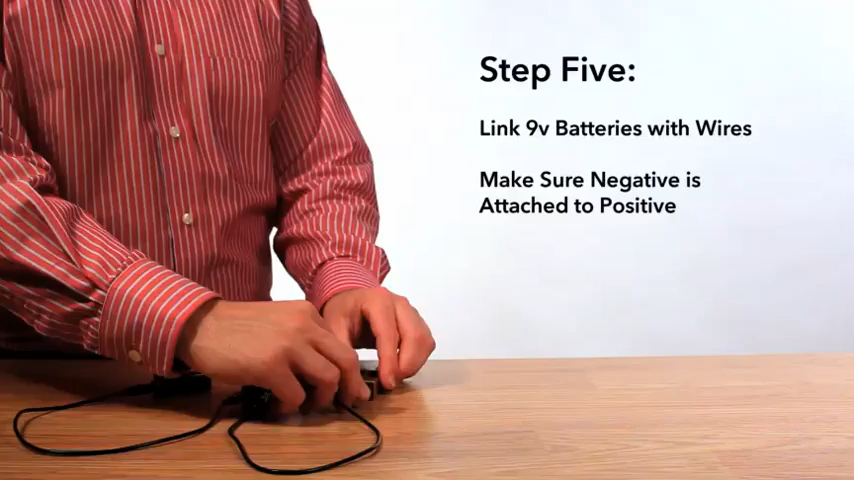 Step Five:
Link 9v Batteries with Wires
Make Sure Negative is
Attached to Positive